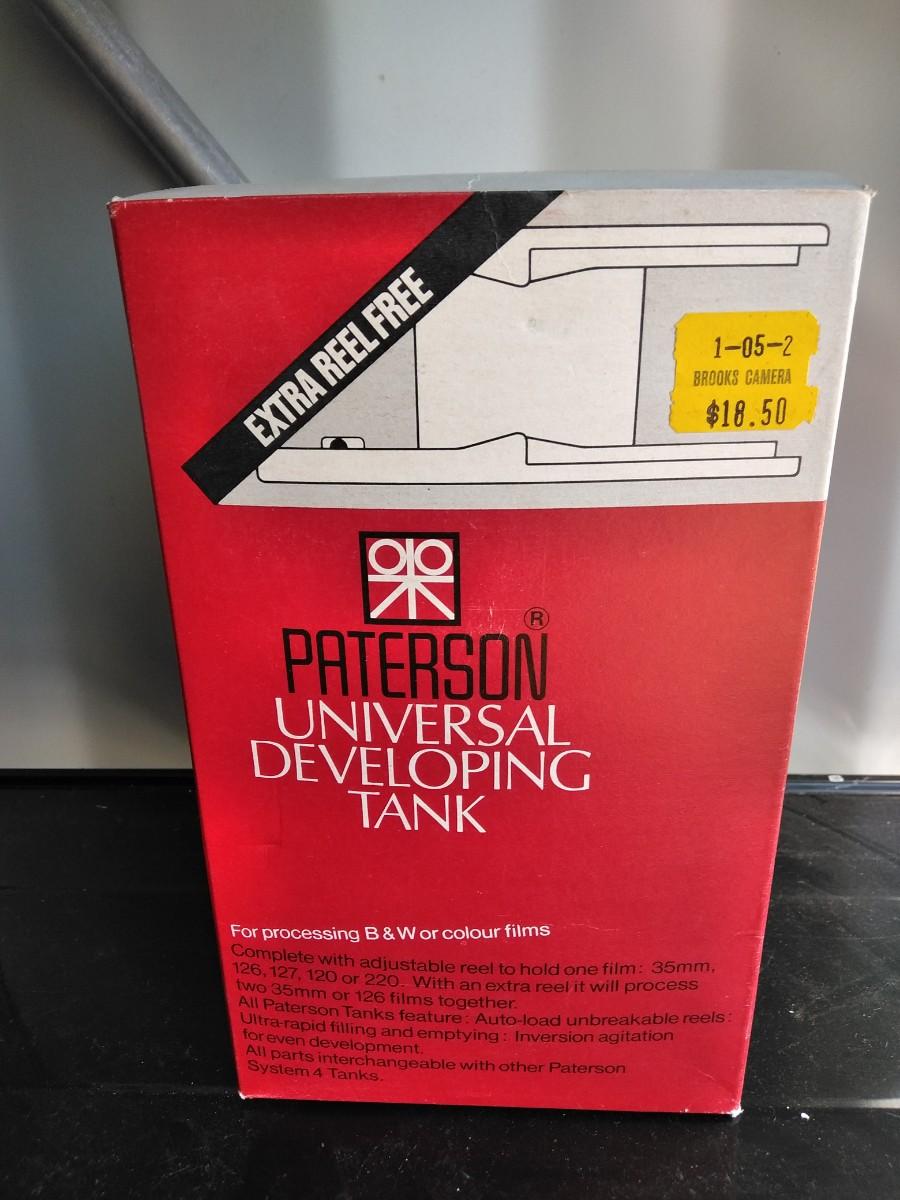 EXTRA REEL FREE
1-05-2
BROOKS CAMERA
$18.50
PATERSON®
UNIVERSAL
DEVELOPING
TANK
For processing B & W or colour films
Complete with adjustable reel to hold one film: 35mm,
126, 127, 120 or 220. With an extra reel it will process
two 35mm or 126 films together.
All Paterson Tanks feature: Auto-load unbreakable reels:
Ultra-rapid filling and emptying: Inversion agitation
for even development.
All parts interchangeable with other Paterson
System 4 Tanks.